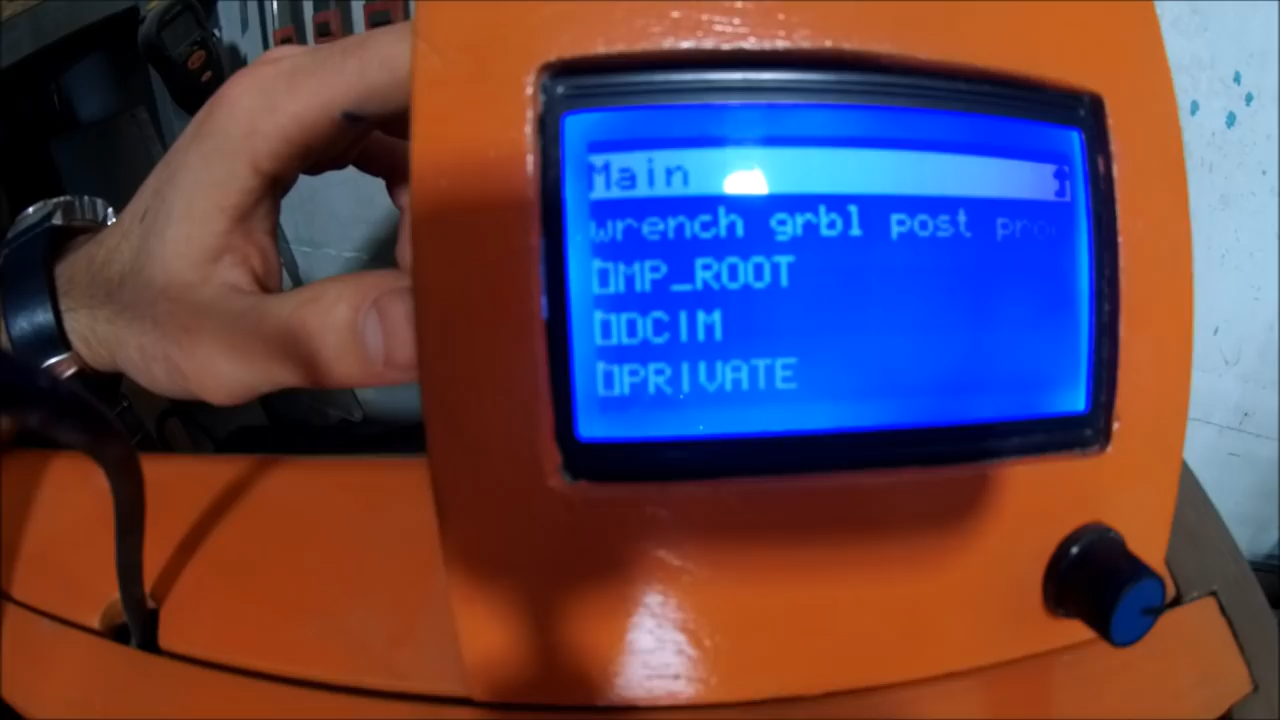 Main
wrench grbl post pro
MP_ROOT
DCIM
PRIVATE